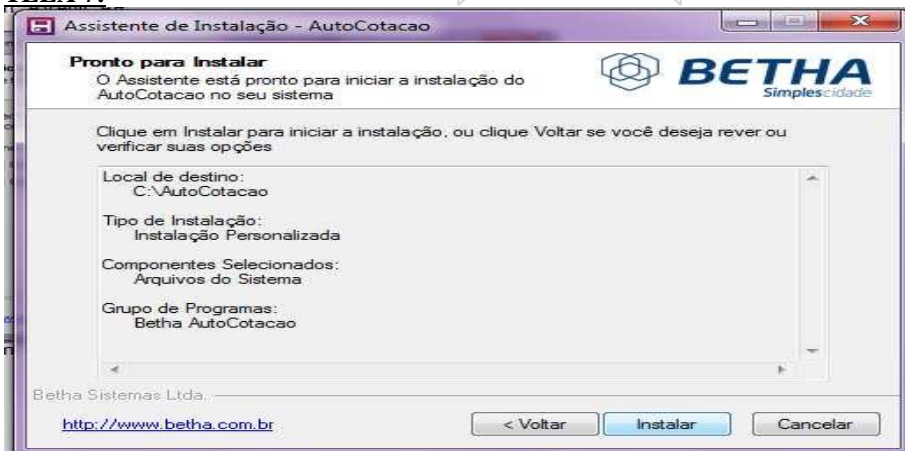 Assistente de Instalação - AutoCotacao
Pronto para Instalar
O Assistente está pronto para iniciar a instalação do
AutoCotacao no seu sistema
BETHA
Simplescidade
Clique em Instalar para iniciar a instalação, ou clique Voltar se você deseja rever ou
verificar suas opções
Local de destino:
C:\AutoCotacao
Tipo de Instalação:
Instalação Personalizada
Componentes Selecionados:
Arquivos do Sistema
Grupo de Programas:
Betha AutoCotacao
Betha Sistemas Ltda.
http://www.betha.com.br
< Voltar
Instalar
Cancelar